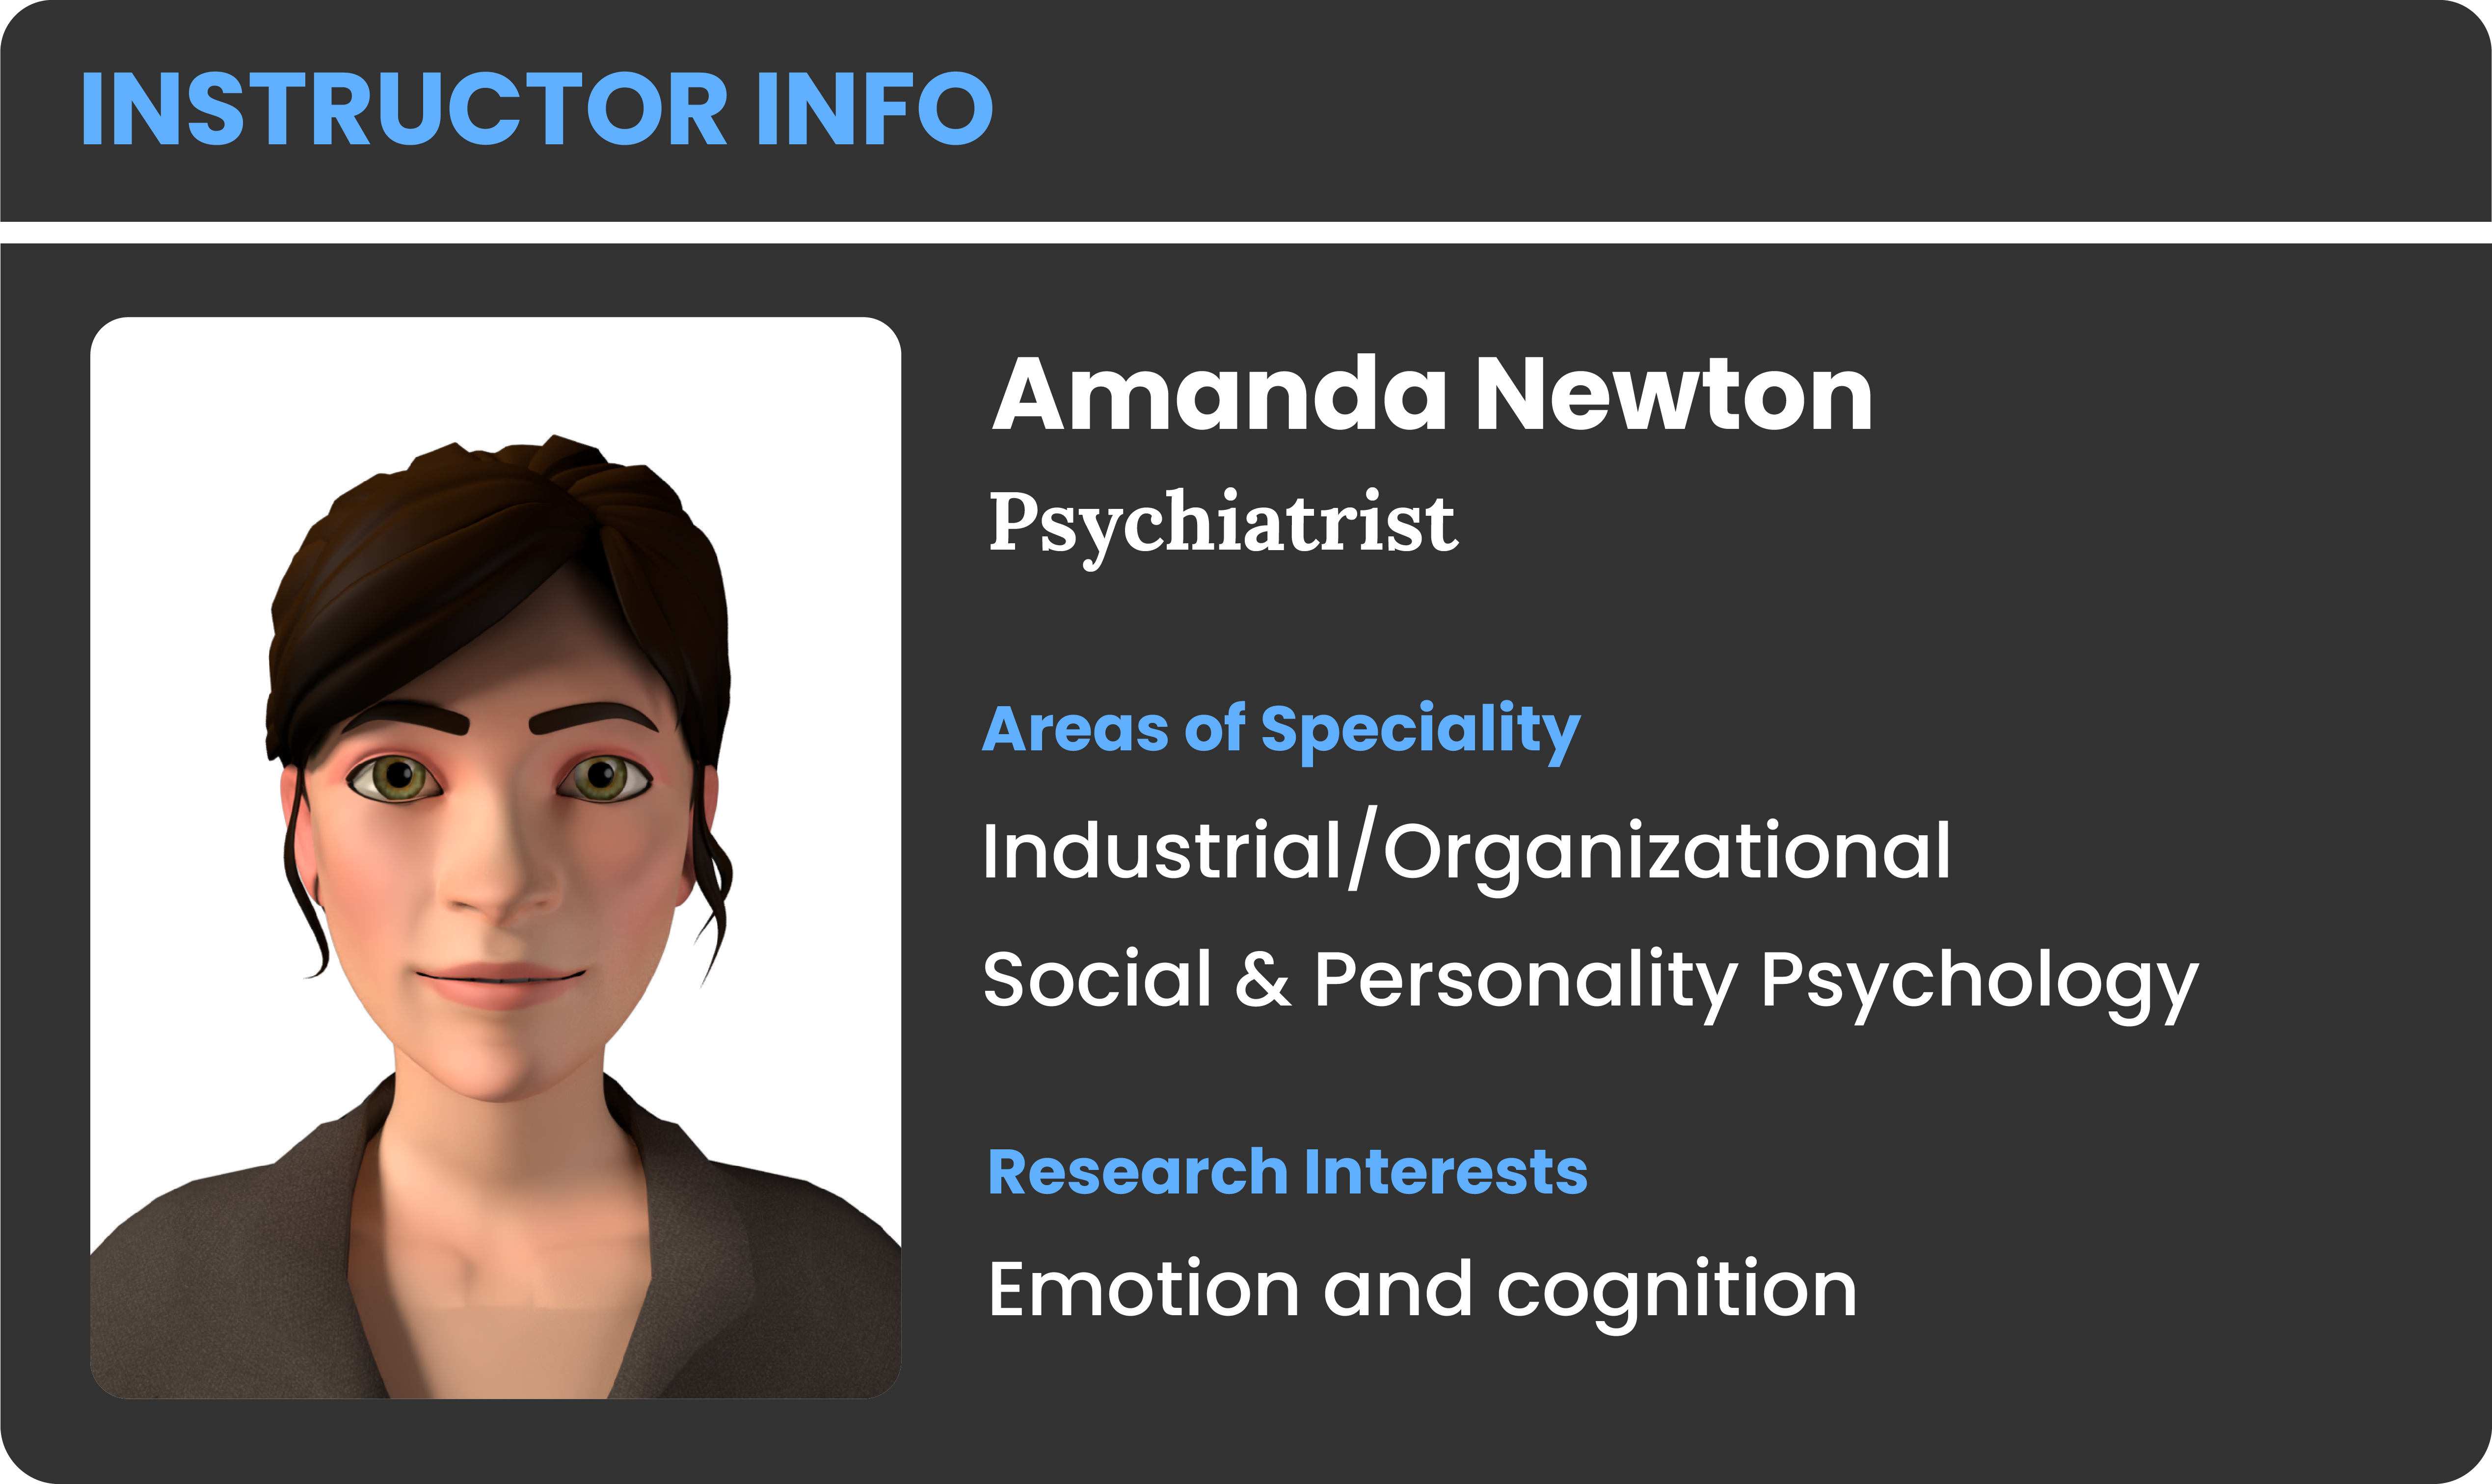 INSTRUCTOR INFO
Amanda Newton
Psychiatrist
Areas of Speciality
Industrial/Organizational
Social & Personality Psychology
Research Interests
Emotion and cognition